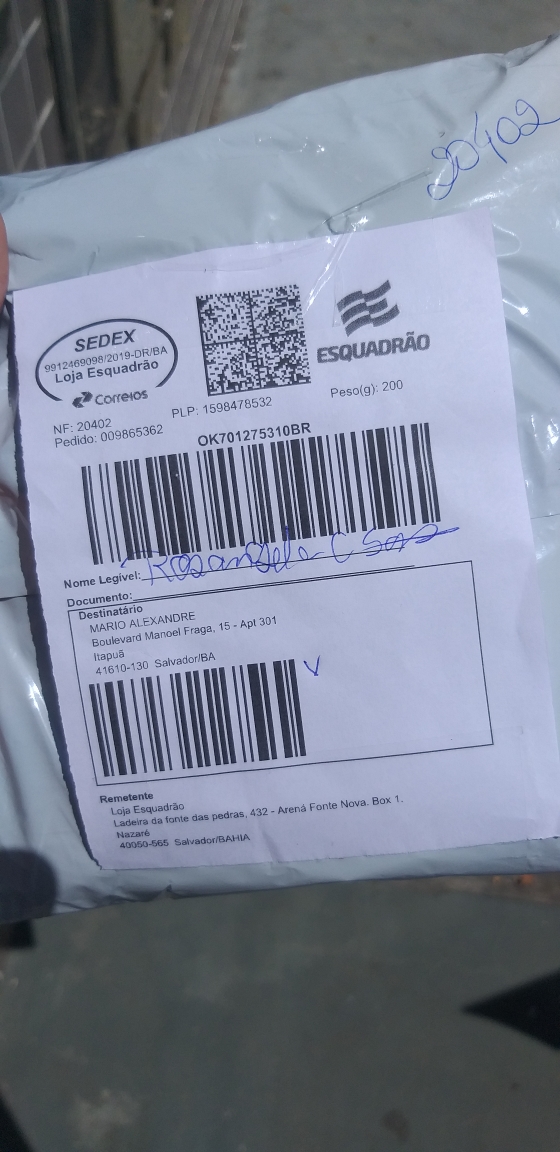 20402
SEDEX
9912469098/2019-DR/BA
Loja Esquadrão
Correios
ESQUADRÃO
NF: 20402
Pedido: 009865362
PLP: 1598478532
Peso(g): 200
OK701275310BR
Nome Legível: Rosangela C
Documento:
Destinatário
MARIO ALEXANDRE
Boulevard Manoel Fraga, 15 - Apt 301
Itapuã
41610-130 Salvador/BA
Remetente
Loja Esquadrão
Ladeira da fonte das pedras, 432 - Arena Fonte Nova. Box 1.
Nazaré
40050-565 Salvador/BAHIA